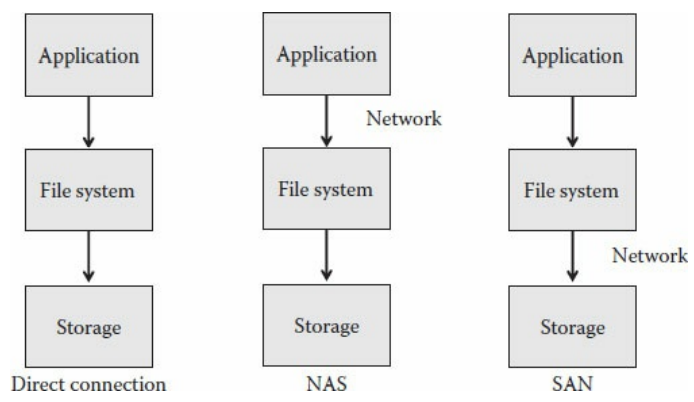 Application
File system
Storage
Direct connection
Application
Network
File system
Storage
NAS
Application
File system
Network
Storage
SAN